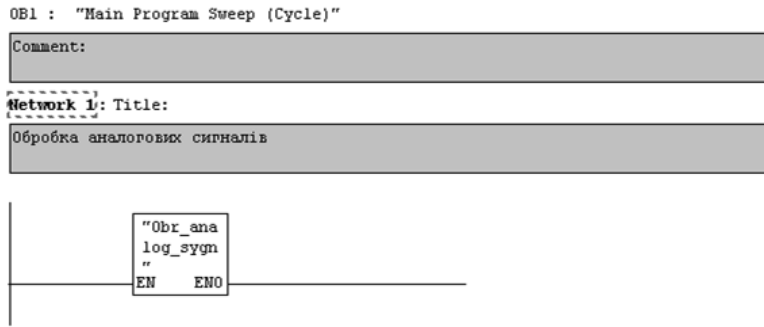 OB1 :  "Main Program Sweep (Cycle)"
Comment:
Network 1: Title:
Обробка аналогових сигналів
"Obr_ana
log_sygn
"
EN ENO